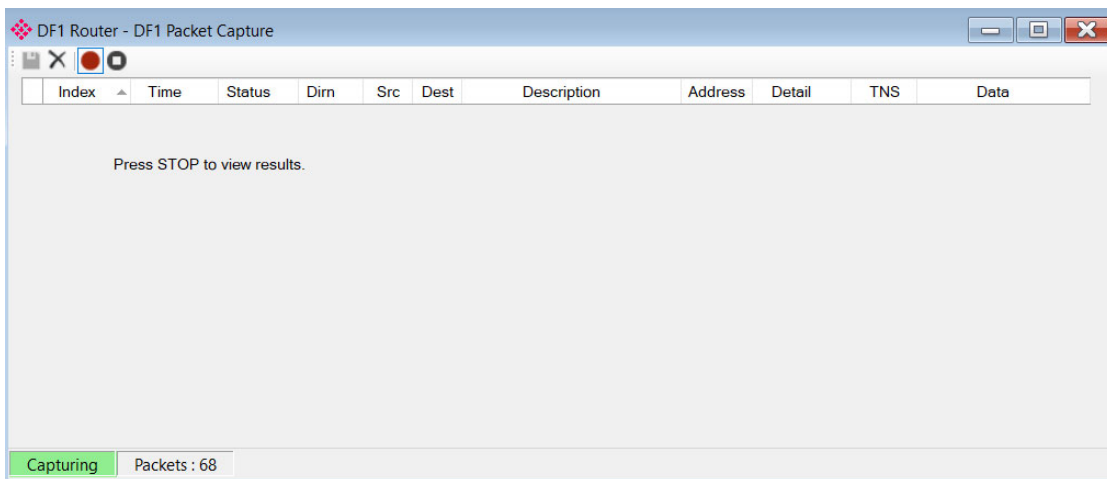 DF1 Router - DF1 Packet Capture
Index Time Status Dirn Src Dest Description Address Detail TNS Data
Press STOP to view results.
Capturing Packets : 68